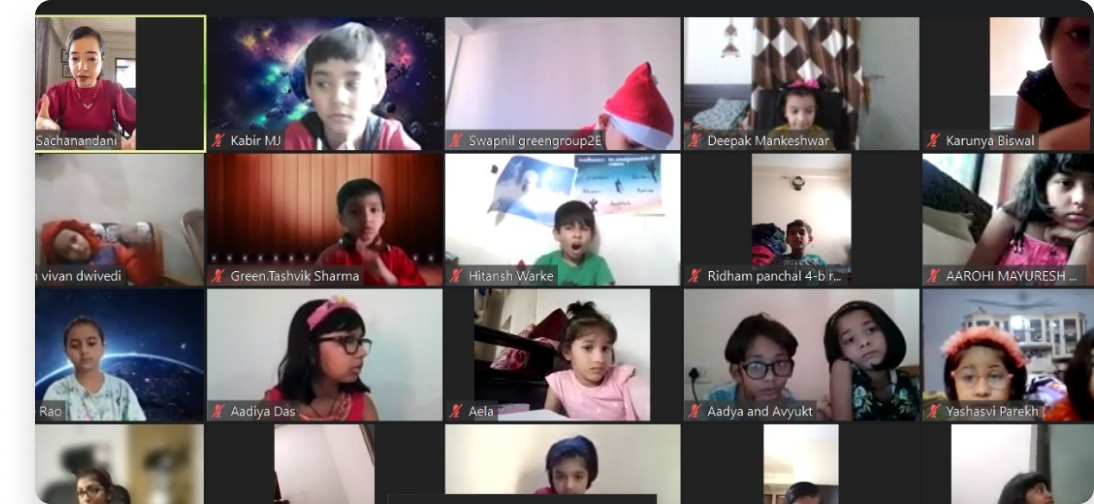 Sachanandani
Kabir MJ
Swapnil greengroup2E
Deepak Mankeshwar
Karunya Biswal
vivan dwivedi
Green.Tashvik Sharma
Hitansh Warke
Ridham panchal 4-b r...
AAROHI MAYURESH ...
Rao
Aadiya Das
Aela
Aadya and Avyukt
Yashasvi Parekh